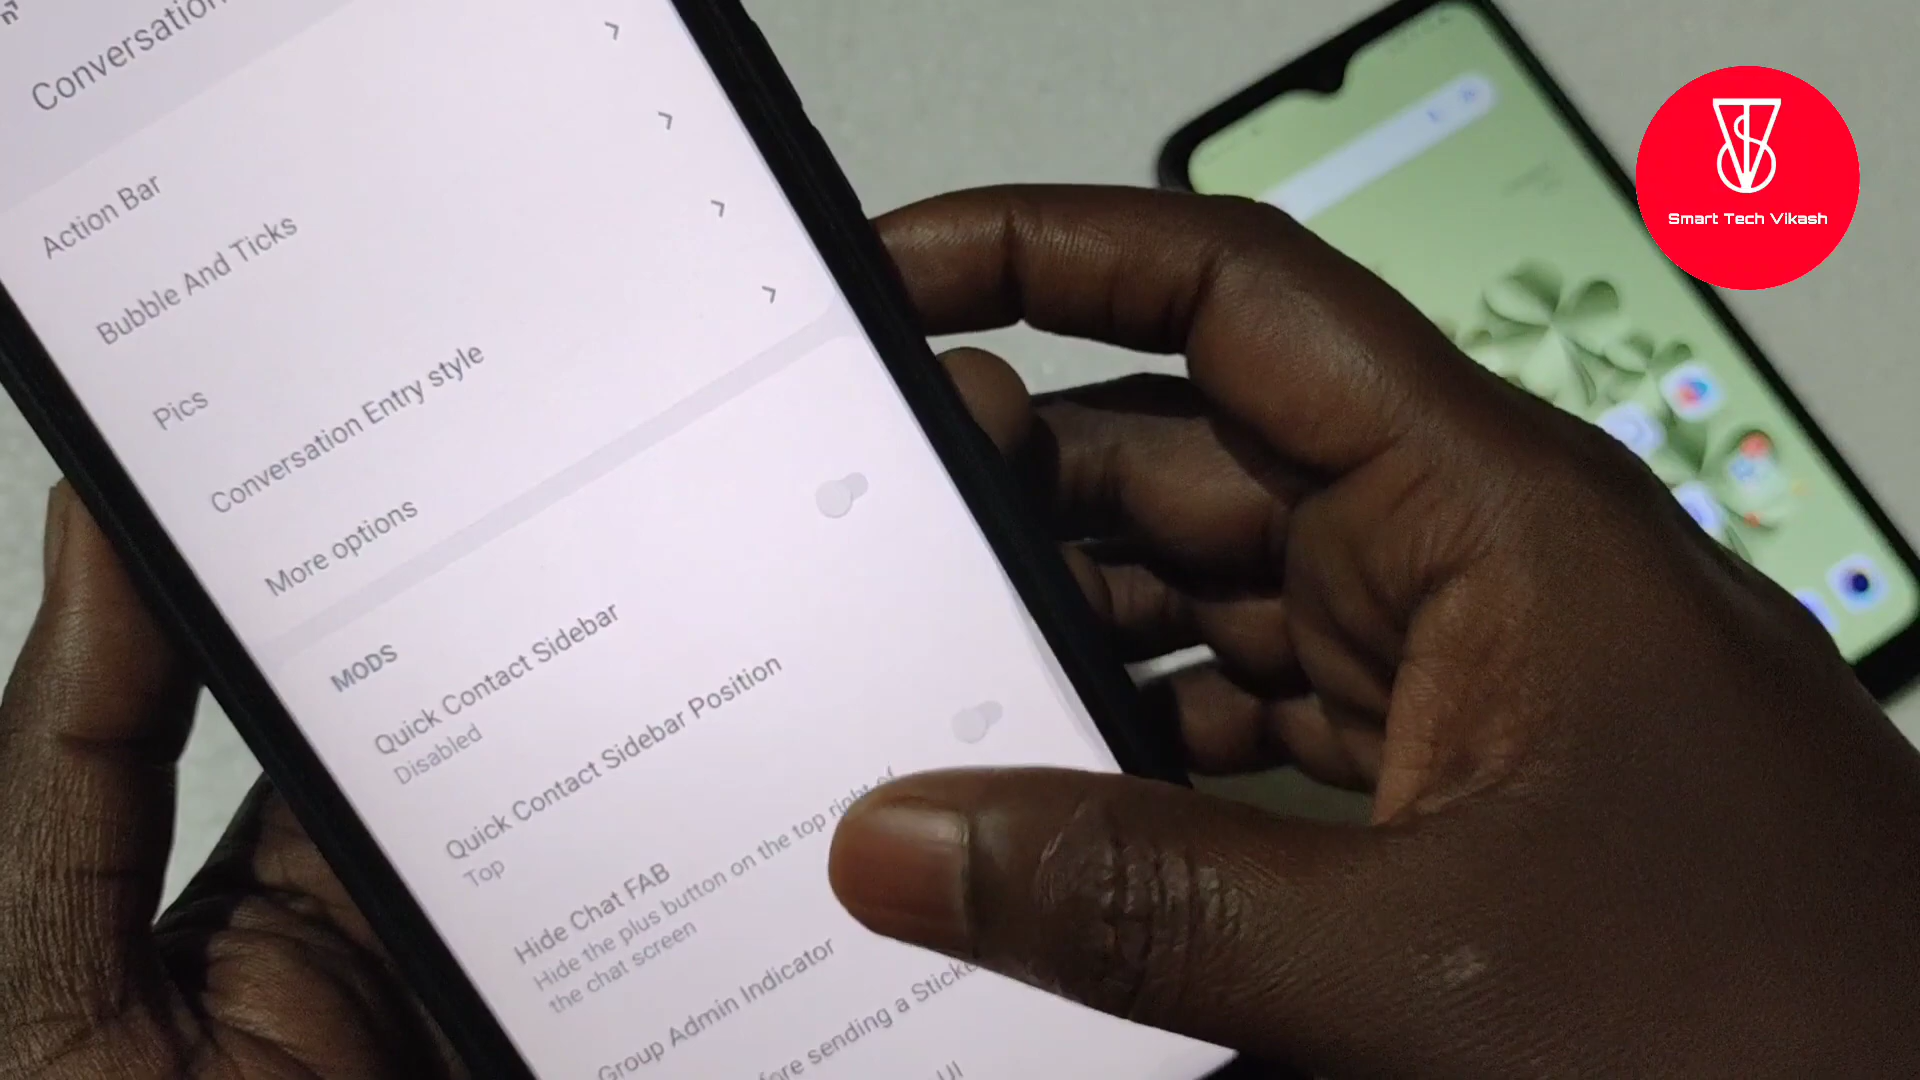 Conversation
Action Bar
Bubble And Ticks
Pics
Conversation Entry style
More options
MODS
Quick Contact Sidebar
Disabled
Quick Contact Sidebar Position
Top
Hide Chat FAB
Hide the plus button on the top right of
the chat screen
Group Admin Indicator
sending a
UI
Smart Tech Vikash